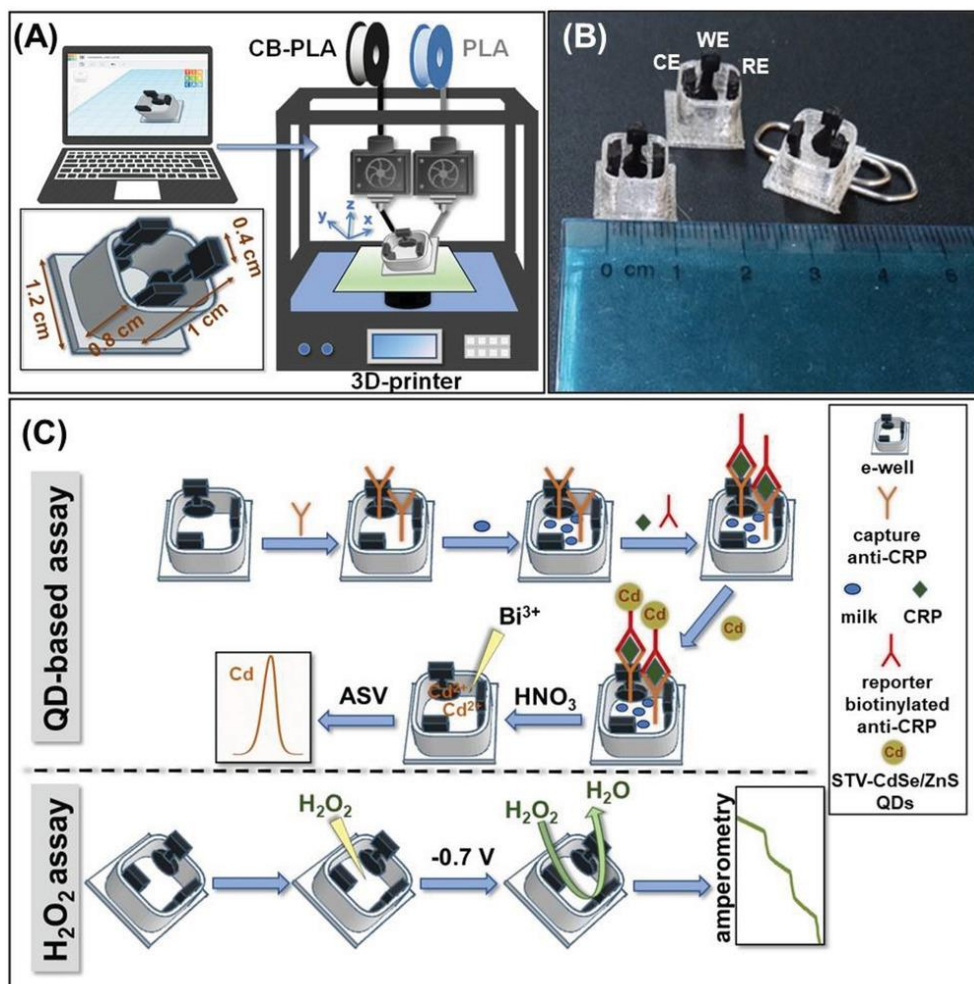 (A)
CB-PLA
PLA
z
y
x
0.4 cm
1.2 cm
0.8 cm
1 cm
3D-printer
(B)
WE
CE
RE
0 cm 1 2 3 4 5 6
(C)
QD-based assay
Bi³⁺
Cd
Cd
Cd
Cd
ASV
Cd²⁺
Cd²⁺
HNO₃
H₂O₂ assay
H₂O₂
-0.7 V
H₂O₂
H₂O
amperometry
e-well
capture
anti-CRP
milk
CRP
reporter
biotinylated
anti-CRP
Cd
STV-CdSe/ZnS
QDs